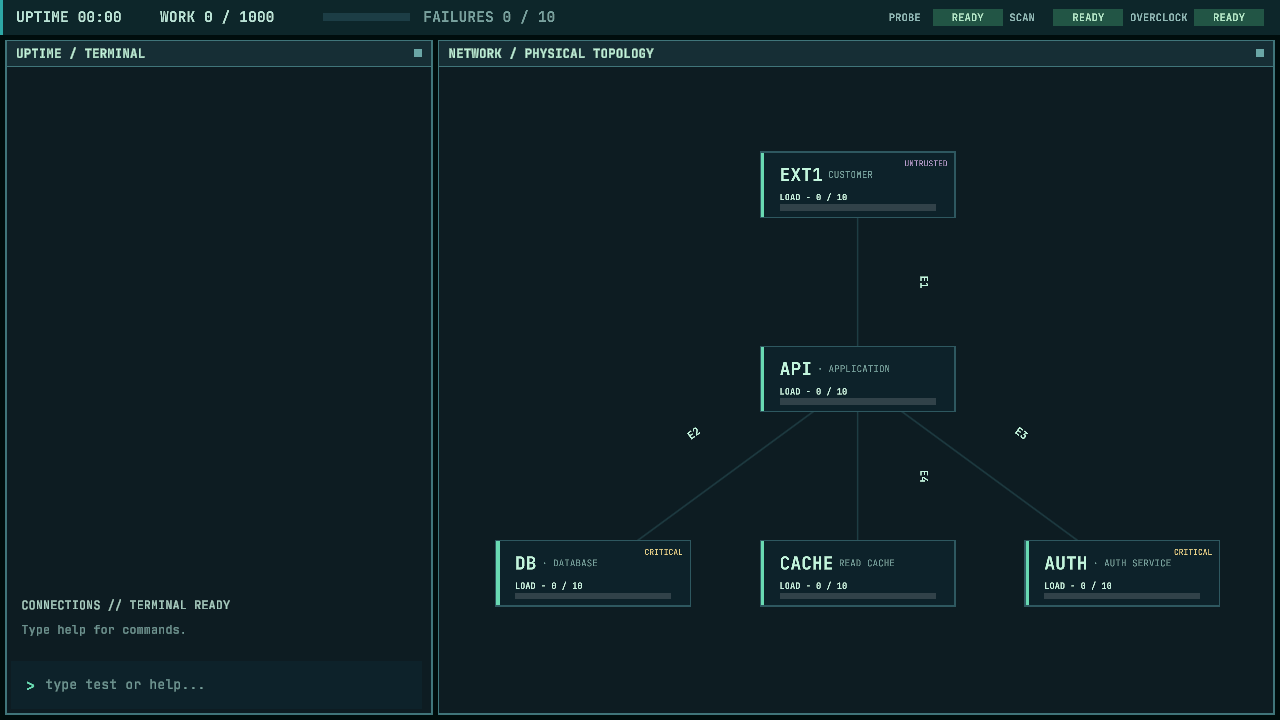 UPTIME 00:00 WORK 0 / 1000 FAILURES 0 / 10 PROBE READY SCAN READY OVERCLOCK READY
UPTIME / TERMINAL
NETWORK / PHYSICAL TOPOLOGY
UNTRUSTED
EXT1 CUSTOMER
LOAD - 0 / 10
E1
API · APPLICATION
LOAD - 0 / 10
E2
E3
E4
CRITICAL
DB · DATABASE
LOAD - 0 / 10
CACHE READ CACHE
LOAD - 0 / 10
CRITICAL
AUTH · AUTH SERVICE
LOAD - 0 / 10
CONNECTIONS // TERMINAL READY
Type help for commands.
> type test or help...